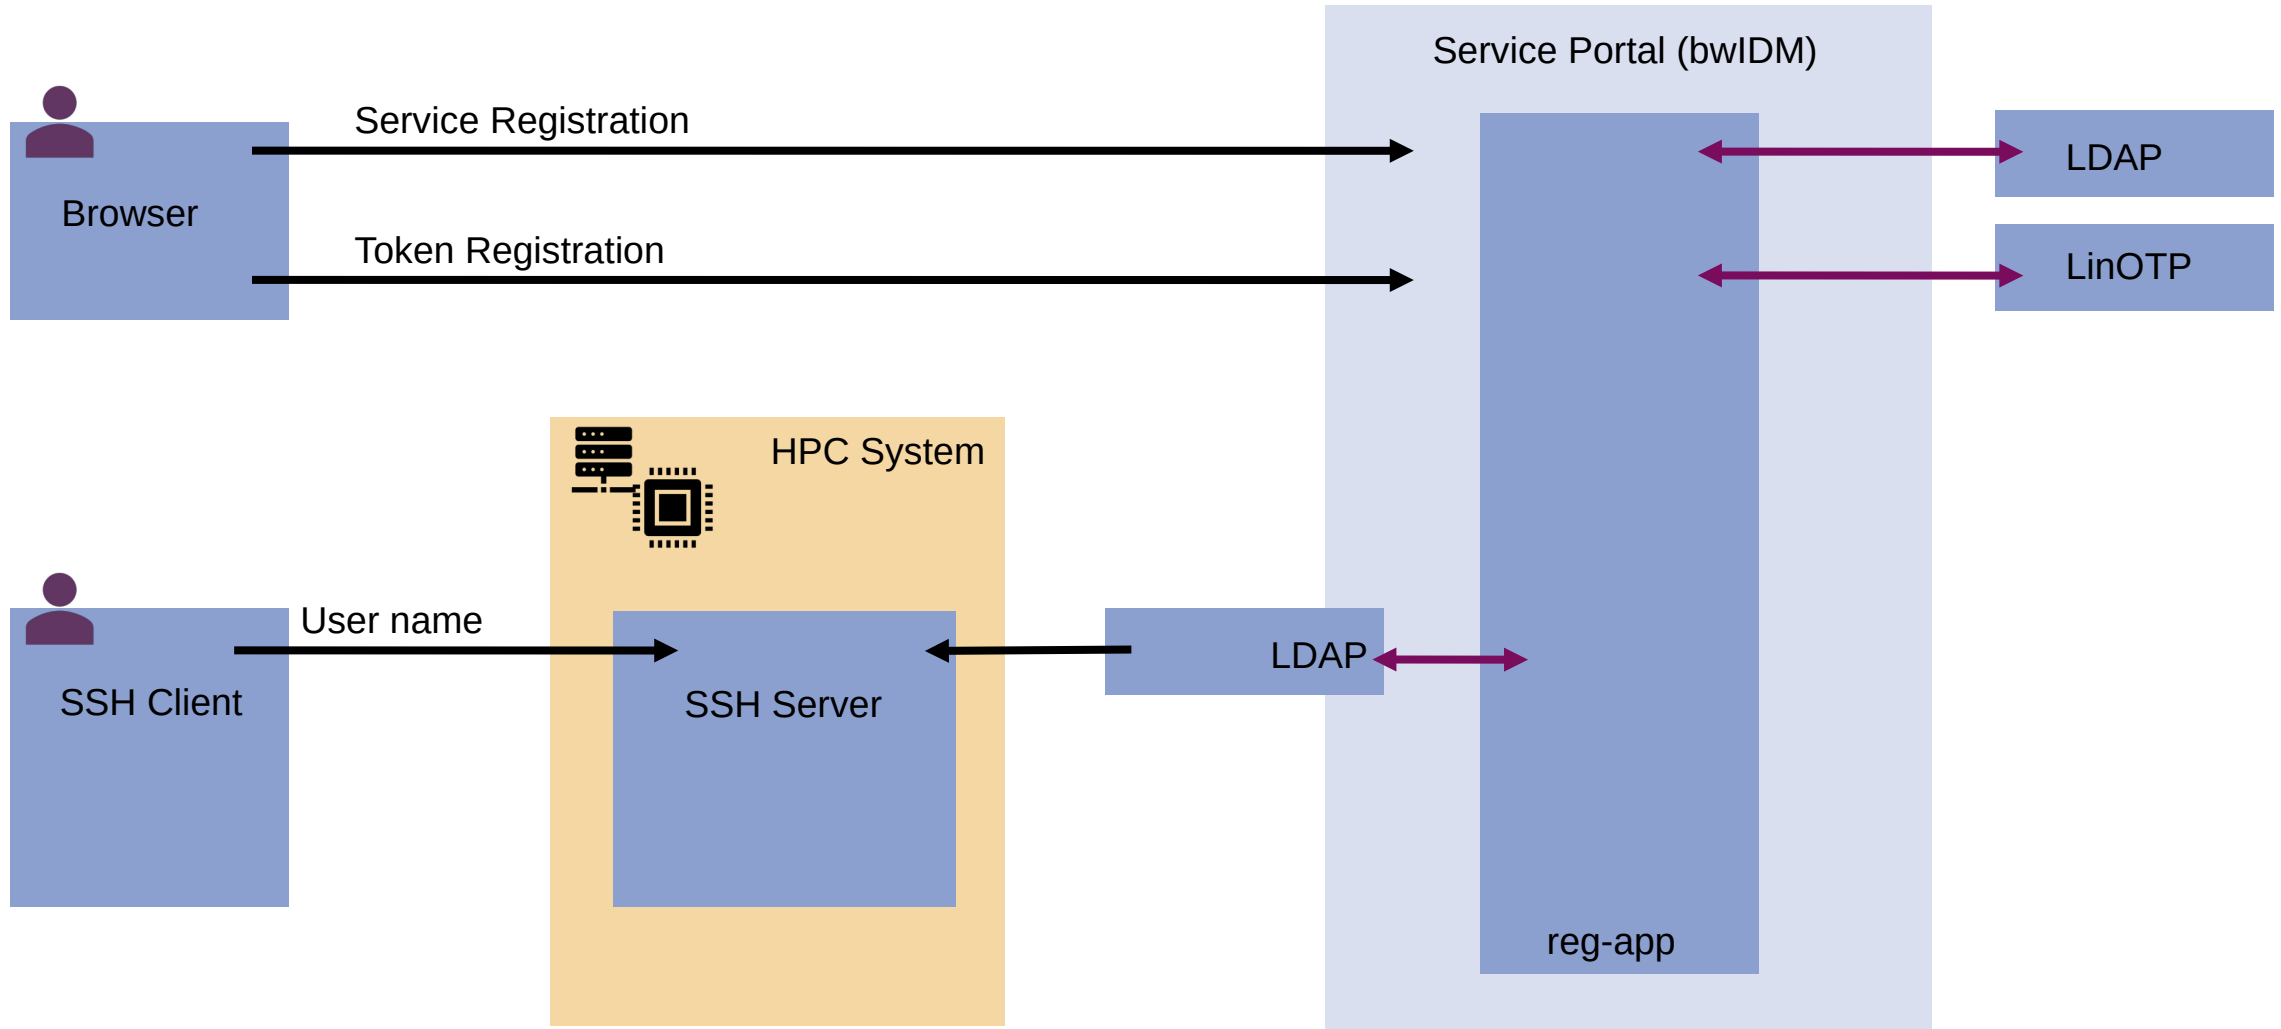 Service Portal (bwIDM)
Service Registration
LDAP
Browser
Token Registration
LinOTP
HPC System
User name
LDAP
SSH Client
SSH Server
reg-app